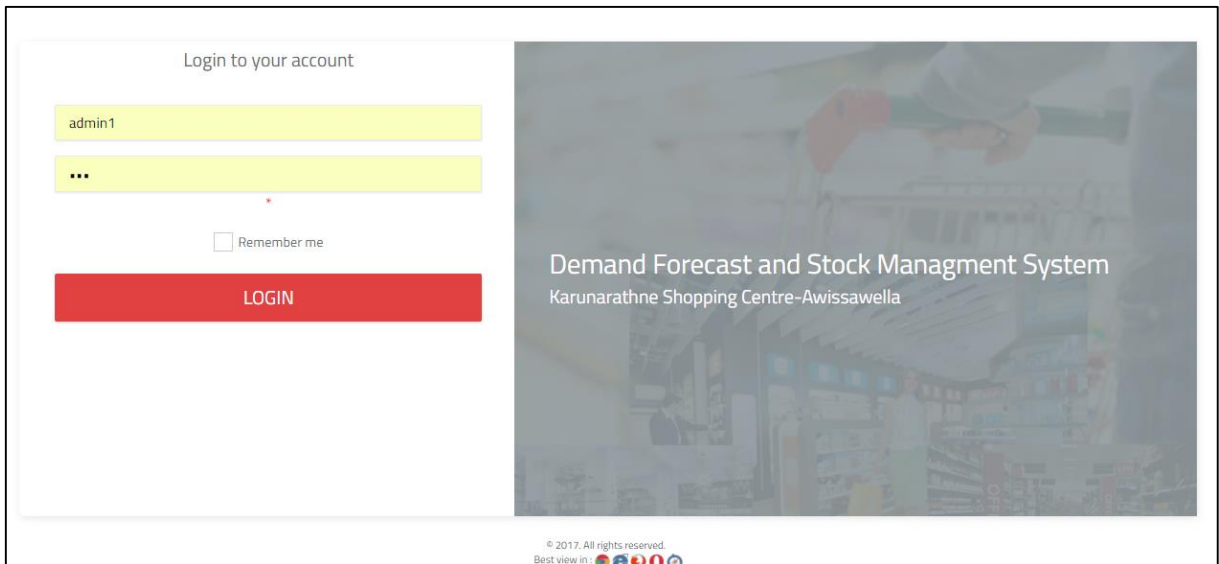 Login to your account
admin1
•••
*
Remember me
LOGIN
Demand Forecast and Stock Managment System
Karunarathne Shopping Centre-Awissawella
© 2017. All rights reserved.
Best view in :